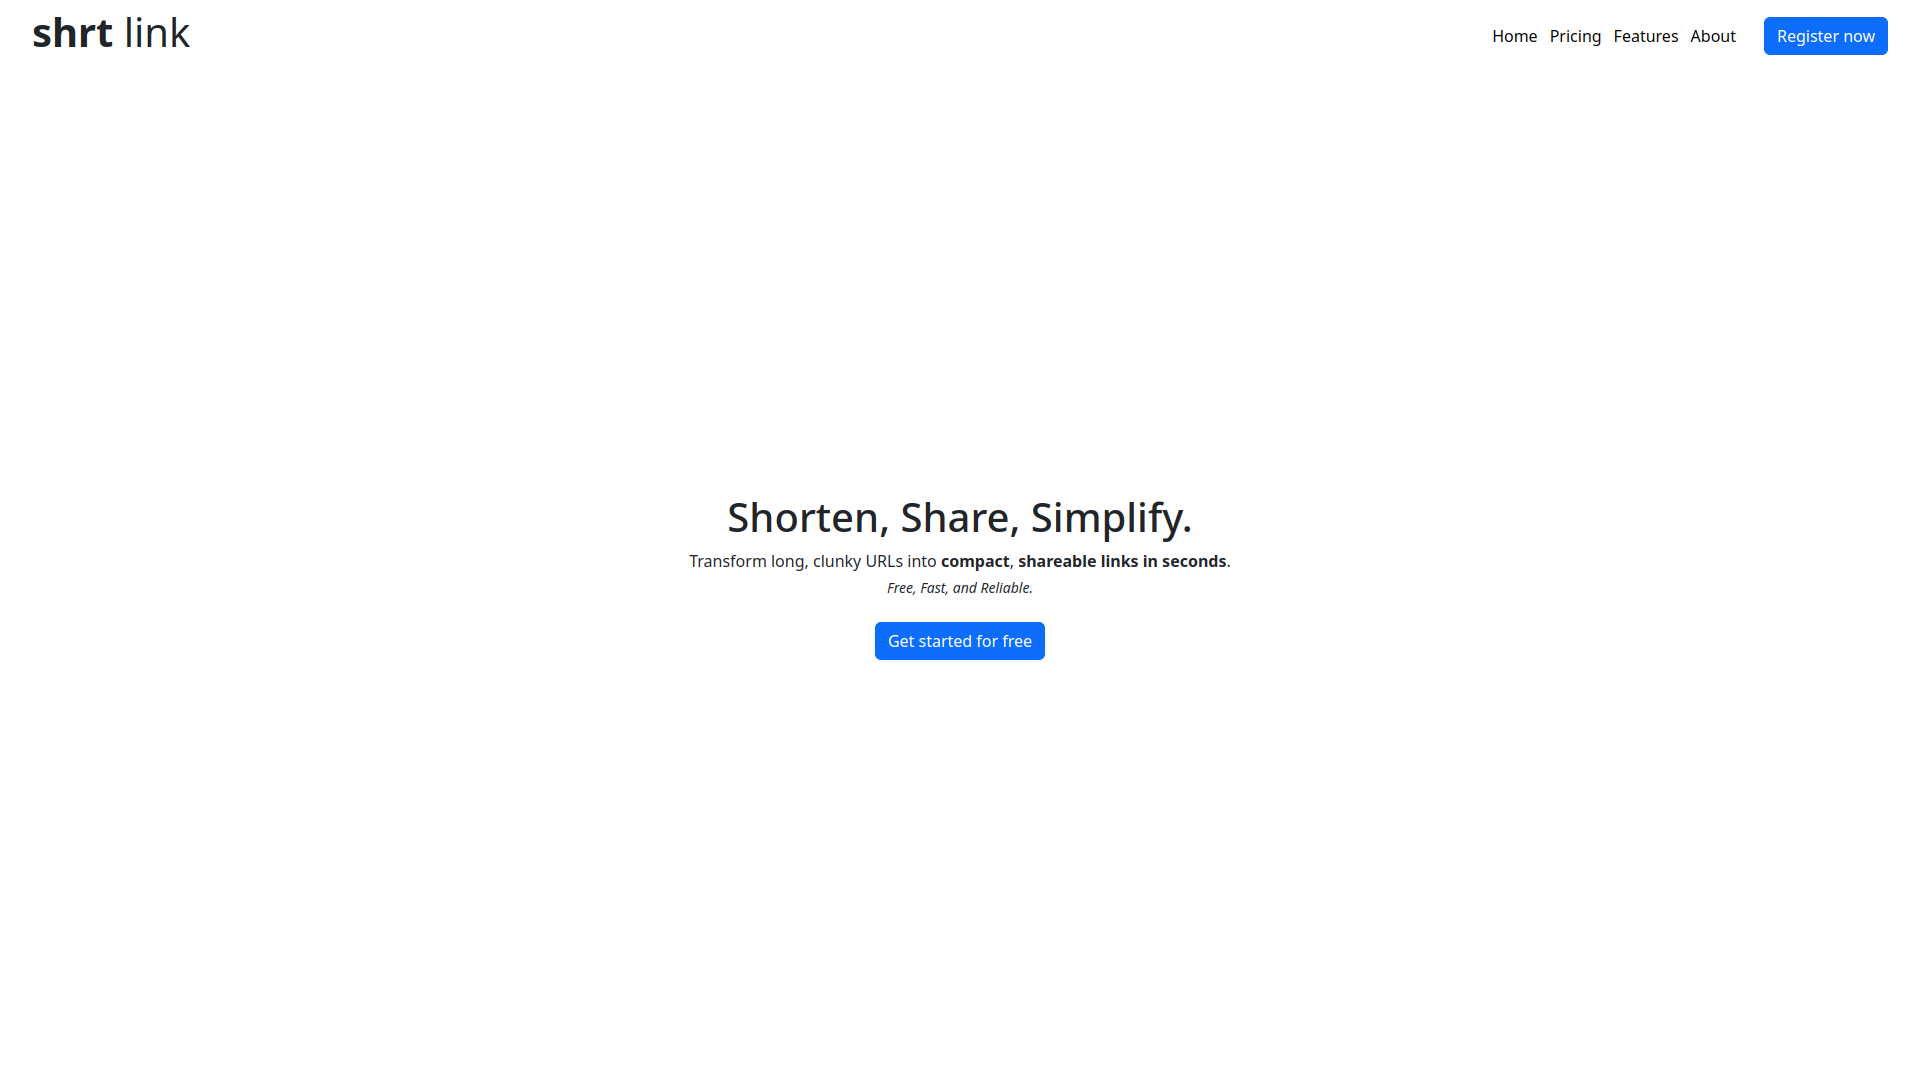 shrt link
Home Pricing Features About Register now
Shorten, Share, Simplify.
Transform long, clunky URLs into compact, shareable links in seconds.
Free, Fast, and Reliable.
Get started for free